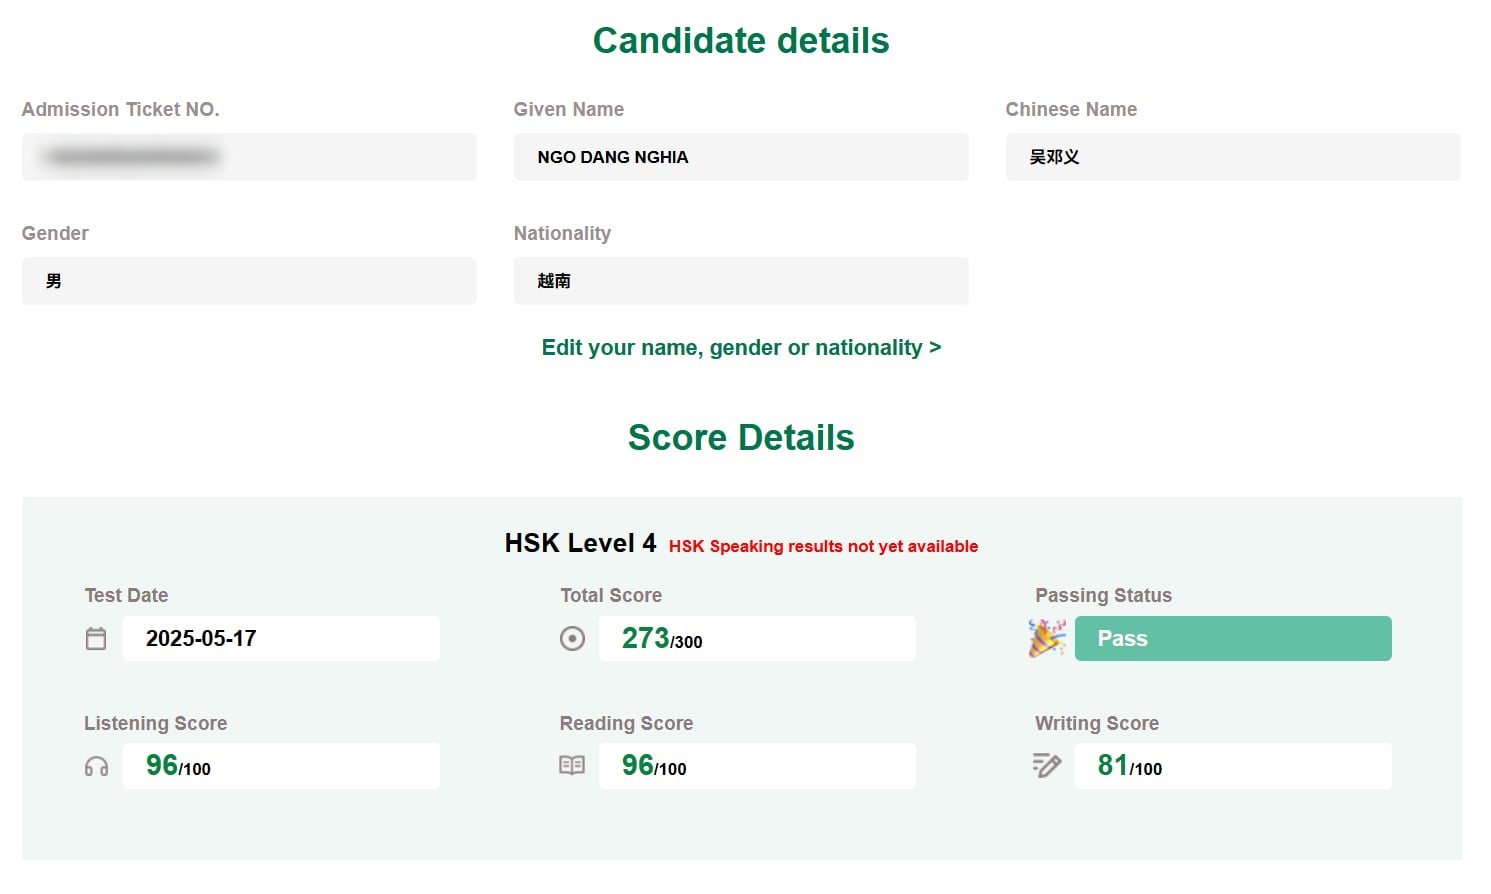 Candidate details
Admission Ticket NO.
Given Name
Chinese Name
NGO DANG NGHIA
吴邓义
Gender
Nationality
男
越南
Edit your name, gender or nationality >
Score Details
HSK Level 4 HSK Speaking results not yet available
Test Date
Total Score
Passing Status
2025-05-17
273/300
Pass
Listening Score
Reading Score
Writing Score
96/100
96/100
81/100